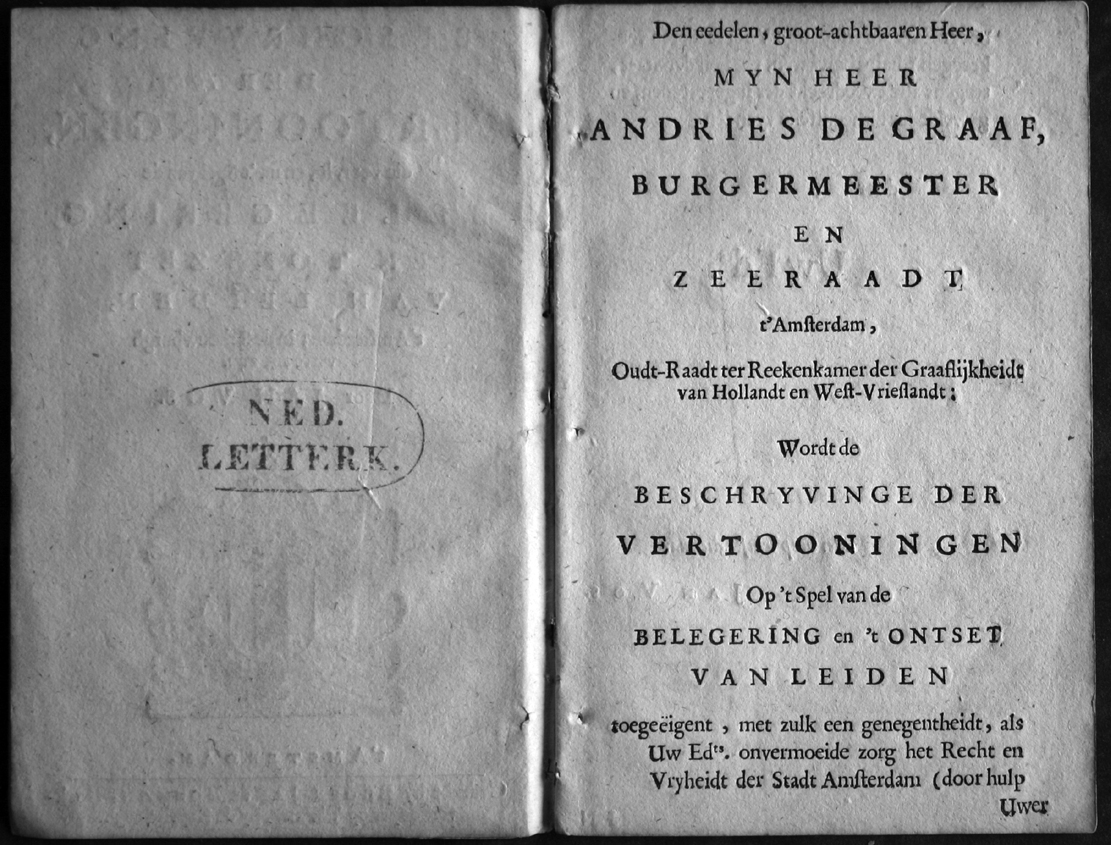 NED.
LETTERK.
Den eedelen, groot-achtbaaren Heer,
MYN HEER
ANDRIES DE GRAAF,
BURGERMEESTER
EN
ZEERAADT
t'Amſterdam,
Oudt-Raadt ter Reekenkamer der Graaflijkheidt
van Hollandt en Weſt-Vrieſlandt;
Wordt de
BESCHRYVINGE DER
VERTOONINGEN
Op 't Spel van de
BELEGERING en 't ONTSET
VAN LEIDEN
toegeëigent, met zulk een genegentheidt, als
Uw Edts. onvermoeide zorg het Recht en
Vryheidt der Stadt Amſterdam (door hulp
Uwer